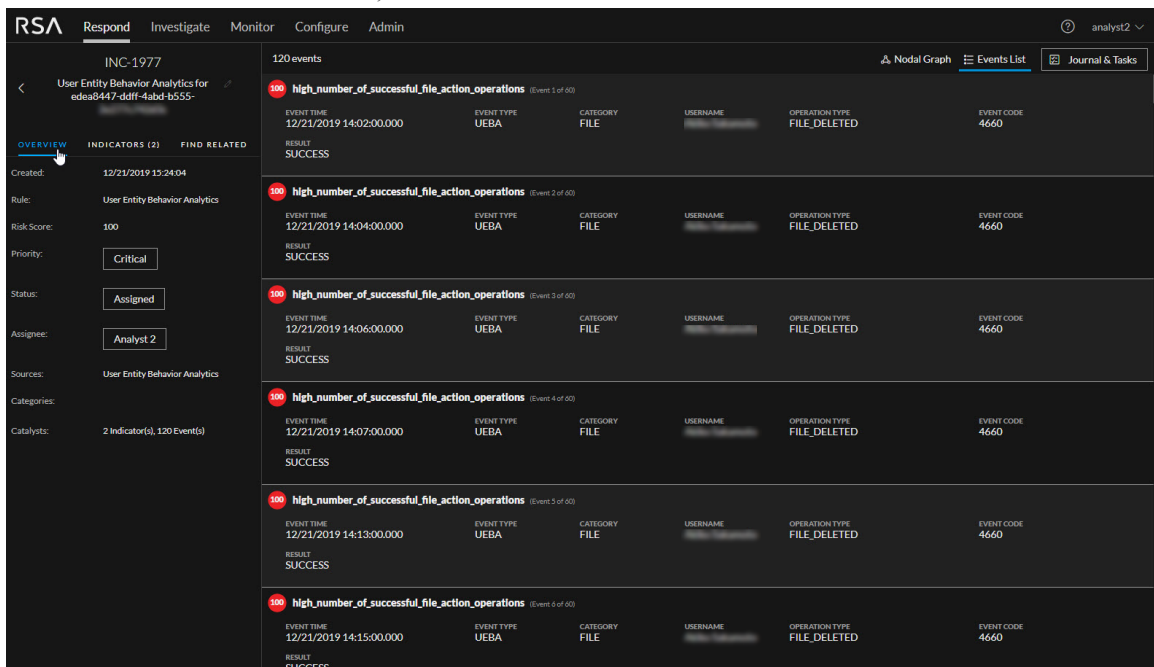 RSA Respond Investigate Monitor Configure Admin analyst2
INC-1977
User Entity Behavior Analytics for
edea8447-ddff-4abd-b555-
OVERVIEW INDICATORS (2) FIND RELATED
Created: 12/21/2019 15:24:04
Rule: User Entity Behavior Analytics
Risk Score: 100
Priority: Critical
Status: Assigned
Assignee: Analyst 2
Sources: User Entity Behavior Analytics
Categories:
Catalysts: 2 Indicator(s), 120 Event(s)
120 events Nodal Graph Events List Journal & Tasks
100 high_number_of_successful_file_action_operations (Event 1 of 60)
EVENT TIME EVENT TYPE CATEGORY USERNAME OPERATION TYPE EVENT CODE
12/21/2019 14:02:00.000 UEBA FILE FILE_DELETED 4660
RESULT
SUCCESS
100 high_number_of_successful_file_action_operations (Event 2 of 60)
EVENT TIME EVENT TYPE CATEGORY USERNAME OPERATION TYPE EVENT CODE
12/21/2019 14:04:00.000 UEBA FILE FILE_DELETED 4660
RESULT
SUCCESS
100 high_number_of_successful_file_action_operations (Event 3 of 60)
EVENT TIME EVENT TYPE CATEGORY USERNAME OPERATION TYPE EVENT CODE
12/21/2019 14:06:00.000 UEBA FILE FILE_DELETED 4660
RESULT
SUCCESS
100 high_number_of_successful_file_action_operations (Event 4 of 60)
EVENT TIME EVENT TYPE CATEGORY USERNAME OPERATION TYPE EVENT CODE
12/21/2019 14:07:00.000 UEBA FILE FILE_DELETED 4660
RESULT
SUCCESS
100 high_number_of_successful_file_action_operations (Event 5 of 60)
EVENT TIME EVENT TYPE CATEGORY USERNAME OPERATION TYPE EVENT CODE
12/21/2019 14:13:00.000 UEBA FILE FILE_DELETED 4660
RESULT
SUCCESS
100 high_number_of_successful_file_action_operations (Event 6 of 60)
EVENT TIME EVENT TYPE CATEGORY USERNAME OPERATION TYPE EVENT CODE
12/21/2019 14:15:00.000 UEBA FILE FILE_DELETED 4660
RESULT
SUCCESS